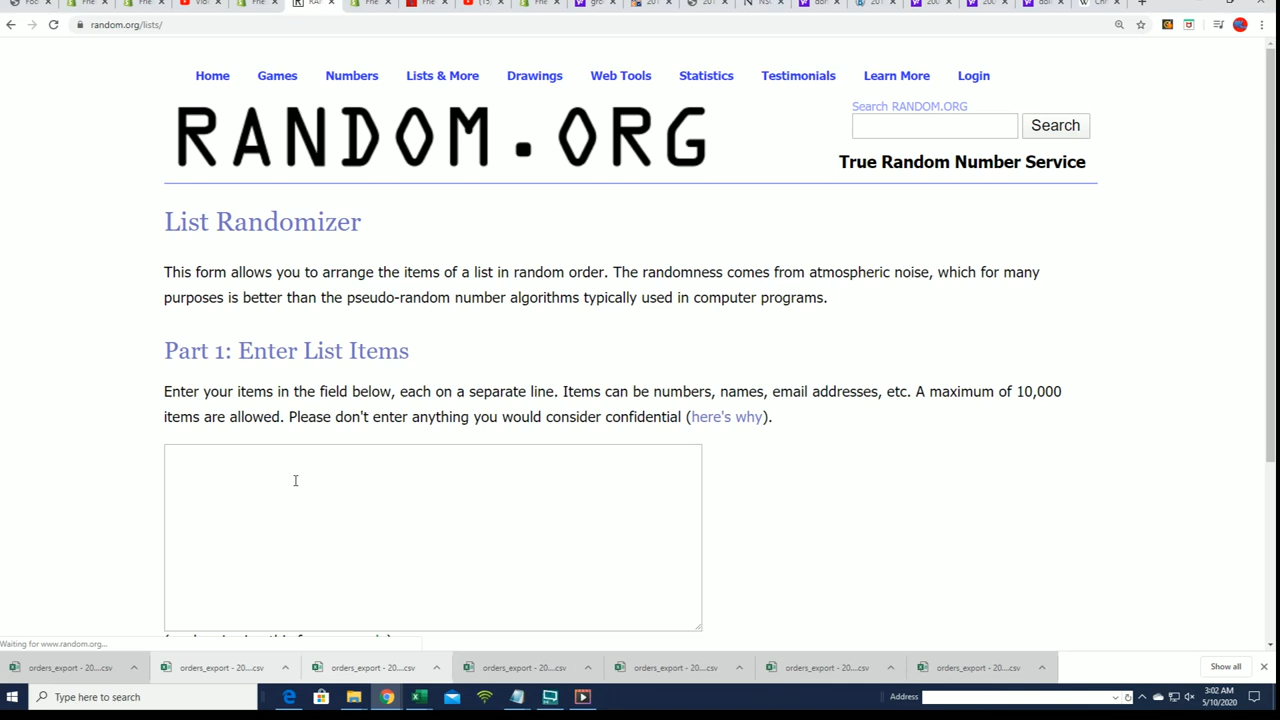 random.org/lists/
Home Games Numbers Lists & More Drawings Web Tools Statistics Testimonials Learn More Login
RANDOM.ORG
Search RANDOM.ORG
Search
True Random Number Service
List Randomizer
This form allows you to arrange the items of a list in random order. The randomness comes from atmospheric noise, which for many
purposes is better than the pseudo-random number algorithms typically used in computer programs.
Part 1: Enter List Items
Enter your items in the field below, each on a separate line. Items can be numbers, names, email addresses, etc. A maximum of 10,000
items are allowed. Please don't enter anything you would consider confidential (here's why).
Waiting for www.random.org...
orders_export - 20....csv orders_export - 20....csv orders_export - 20....csv orders_export - 20....csv orders_export - 20....csv orders_export - 20....csv orders_export - 20....csv Show all
Type here to search
Address
3:02 AM
5/10/2020